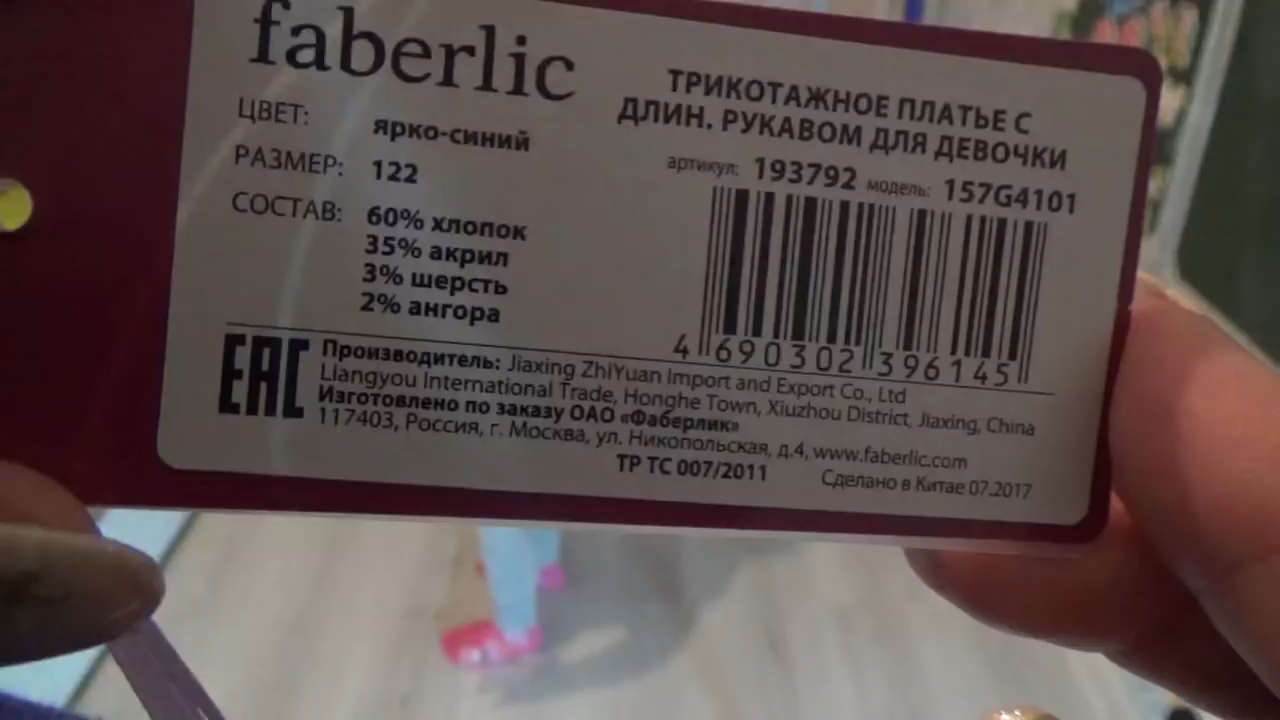 faberlic
ЦВЕТ: ярко-синий
РАЗМЕР: 122
СОСТАВ: 60% хлопок
35% акрил
3% шерсть
2% ангора
ТРИКОТАЖНОЕ ПЛАТЬЕ С
ДЛИН. РУКАВОМ ДЛЯ ДЕВОЧКИ
артикул: 193792 модель: 157G4101
4 690302 396145
EAC
Производитель: Jiaxing ZhiYuan Import and Export Co., Ltd
Liangyou International Trade, Honghe Town, Xiuzhou District, Jiaxing, China
Изготовлено по заказу ОАО «Фаберлик»
117403, Россия, г. Москва, ул. Никопольская, д.4, www.faberlic.com
ТР ТС 007/2011
Сделано в Китае 07.2017